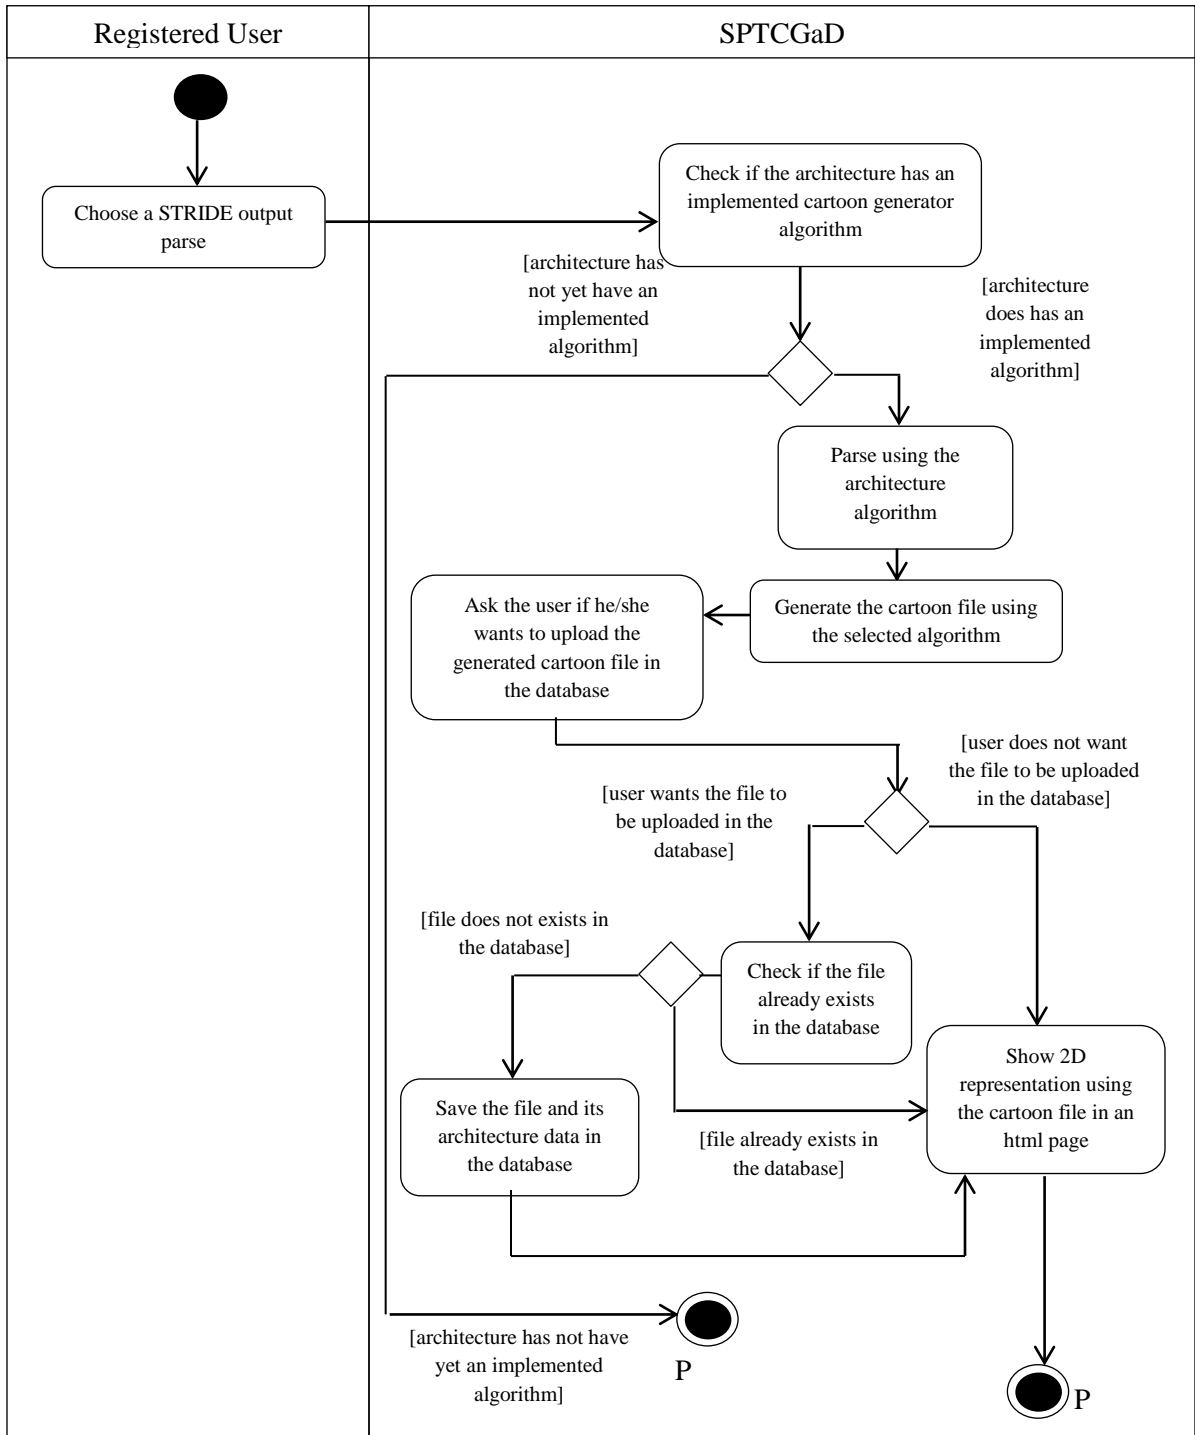 Registered User
SPTCGaD
Choose a STRIDE output
parse
Check if the architecture has an
implemented cartoon generator
algorithm
[architecture has
not yet have an
implemented
algorithm]
[architecture
does has an
implemented
algorithm]
Parse using the
architecture
algorithm
Generate the cartoon file using
the selected algorithm
Ask the user if he/she
wants to upload the
generated cartoon file in
the database
[user does not want
the file to be uploaded
in the database]
[user wants the file to
be uploaded in the
database]
[file does not exists in
the database]
Check if the file
already exists
in the database
Show 2D
representation using
the cartoon file in an
html page
Save the file and its
architecture data in
the database
[file already exists in
the database]
[architecture has not have
yet an implemented
algorithm]
P
P